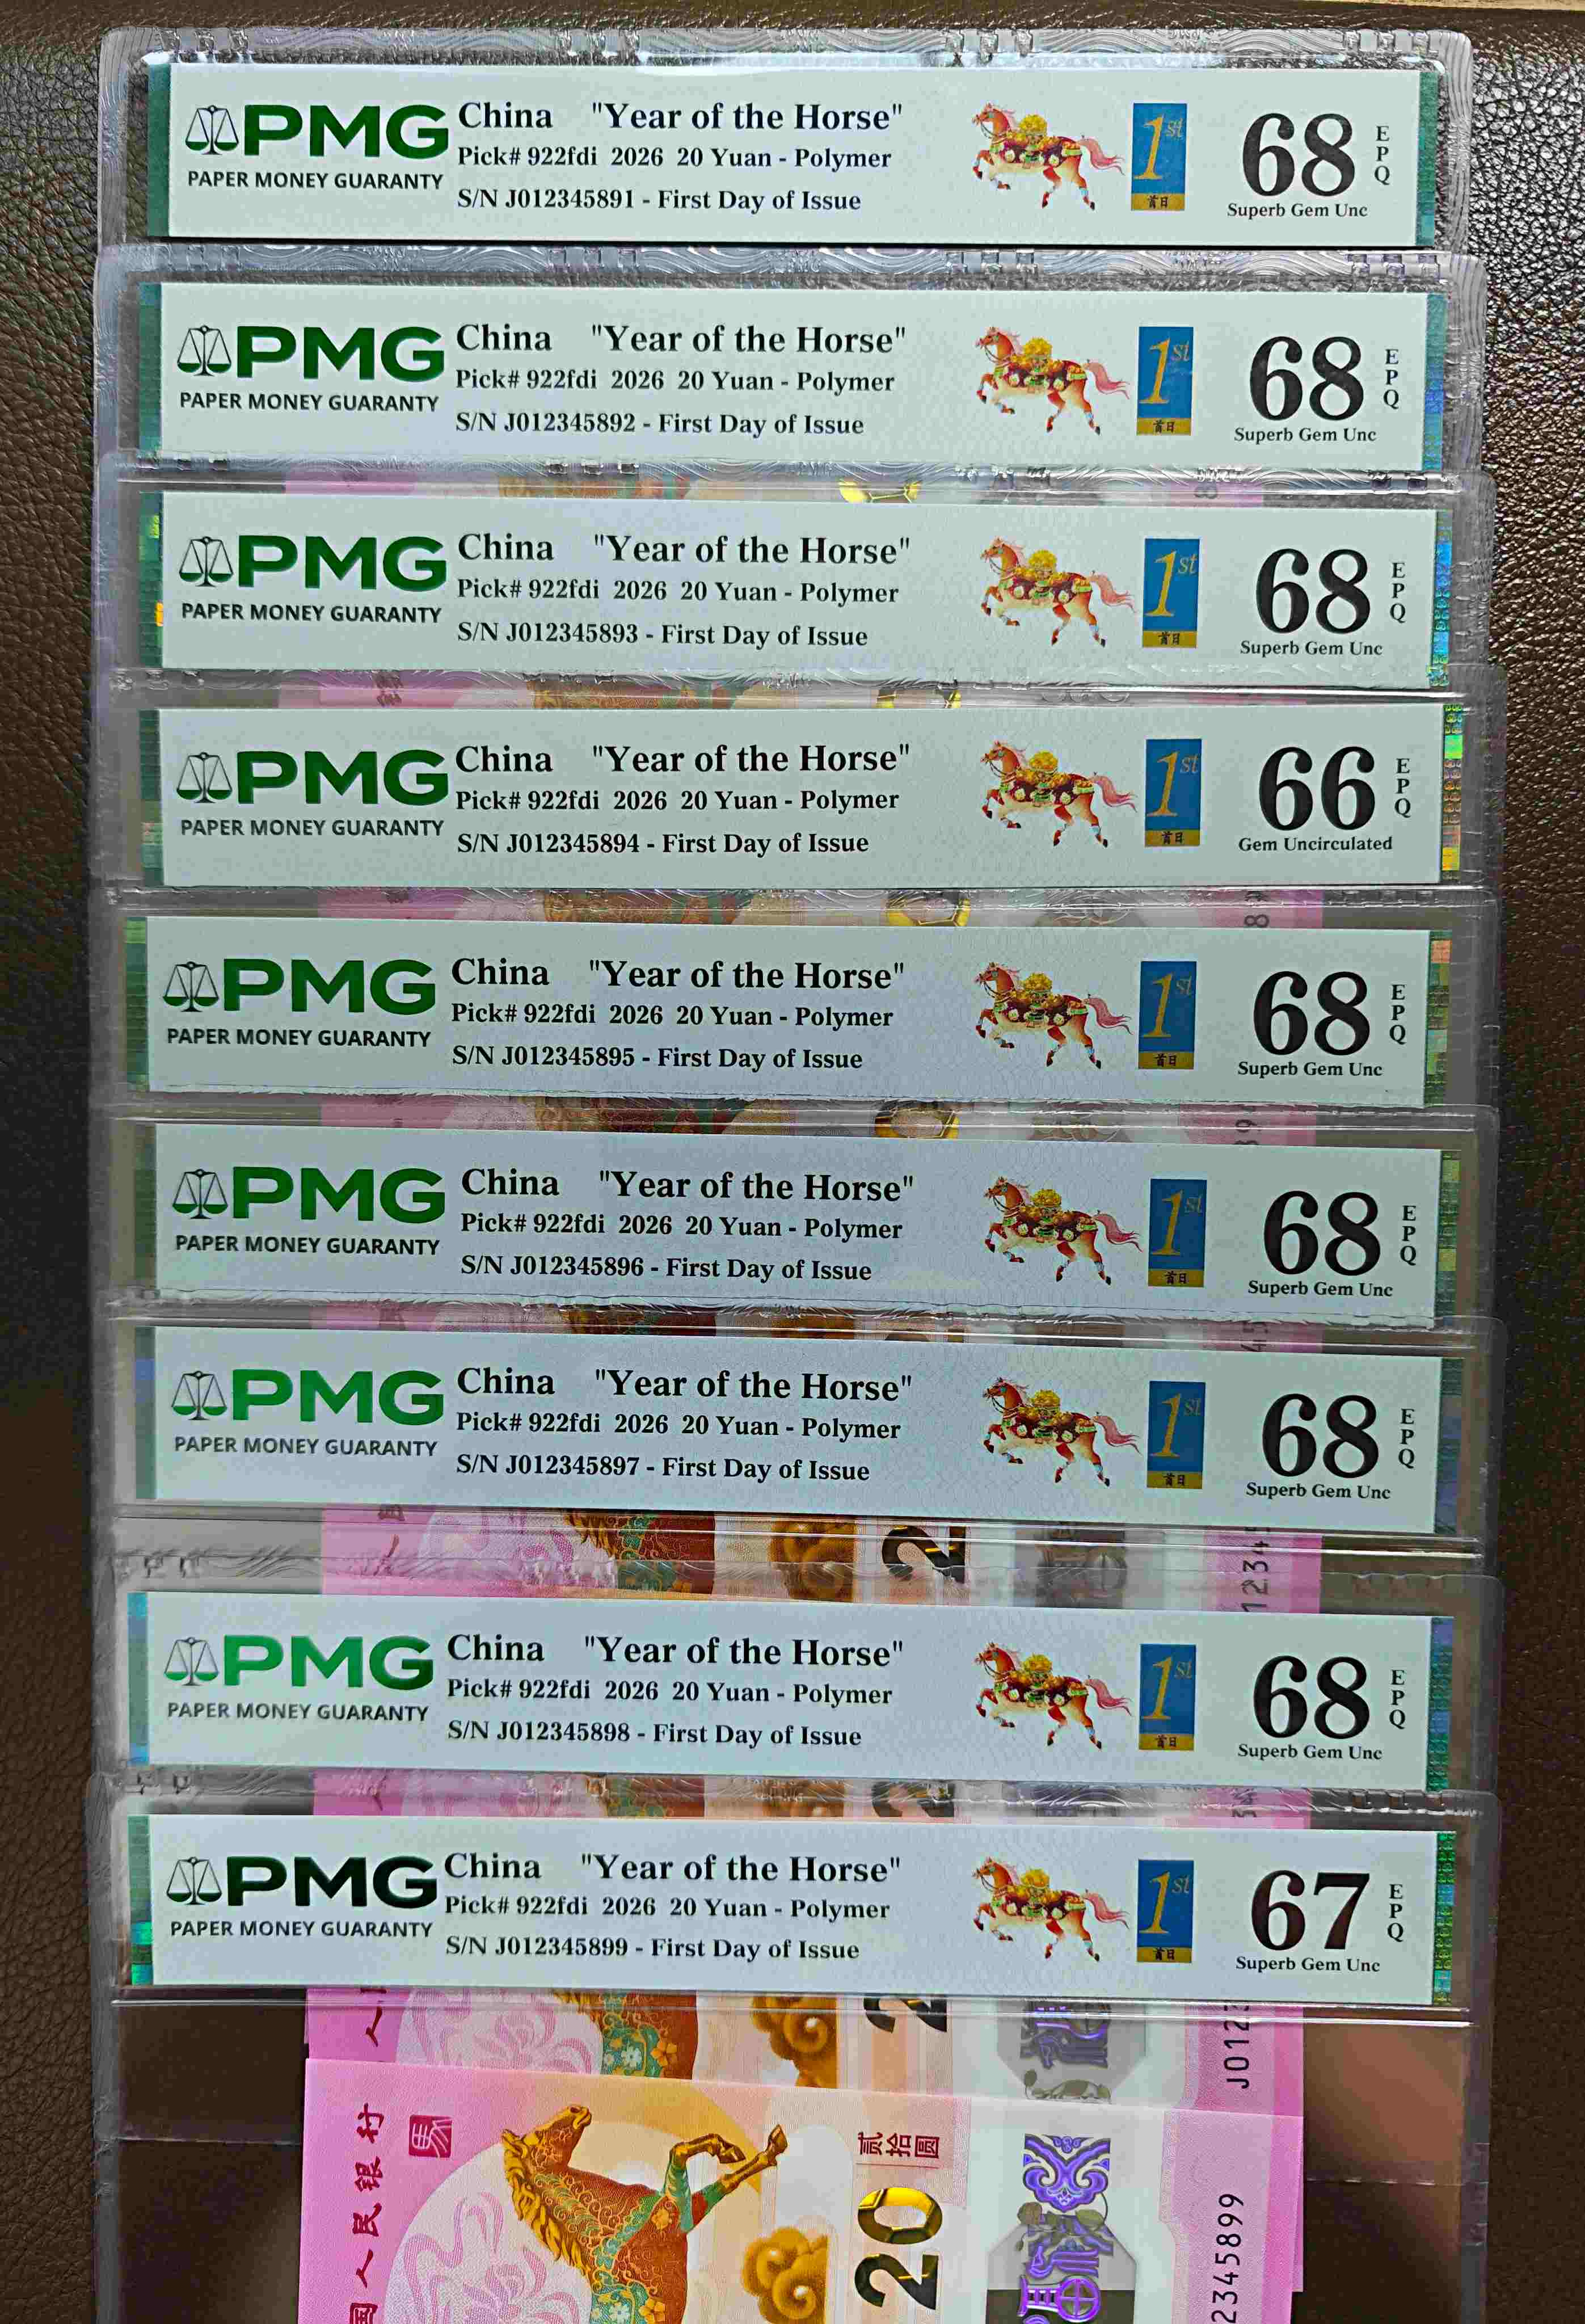 PMG
PAPER MONEY GUARANTY
China "Year of the Horse"
Pick# 922fdi 2026 20 Yuan - Polymer
S/N J012345891 - First Day of Issue
1st
首日
68
EPQ
Superb Gem Unc
PMG
PAPER MONEY GUARANTY
China "Year of the Horse"
Pick# 922fdi 2026 20 Yuan - Polymer
S/N J012345892 - First Day of Issue
1st
首日
68
EPQ
Superb Gem Unc
PMG
PAPER MONEY GUARANTY
China "Year of the Horse"
Pick# 922fdi 2026 20 Yuan - Polymer
S/N J012345893 - First Day of Issue
1st
首日
68
EPQ
Superb Gem Unc
PMG
PAPER MONEY GUARANTY
China "Year of the Horse"
Pick# 922fdi 2026 20 Yuan - Polymer
S/N J012345894 - First Day of Issue
1st
首日
66
EPQ
Gem Uncirculated
PMG
PAPER MONEY GUARANTY
China "Year of the Horse"
Pick# 922fdi 2026 20 Yuan - Polymer
S/N J012345895 - First Day of Issue
1st
首日
68
EPQ
Superb Gem Unc
PMG
PAPER MONEY GUARANTY
China "Year of the Horse"
Pick# 922fdi 2026 20 Yuan - Polymer
S/N J012345896 - First Day of Issue
1st
首日
68
EPQ
Superb Gem Unc
PMG
PAPER MONEY GUARANTY
China "Year of the Horse"
Pick# 922fdi 2026 20 Yuan - Polymer
S/N J012345897 - First Day of Issue
1st
首日
68
EPQ
Superb Gem Unc
1234
PMG
PAPER MONEY GUARANTY
China "Year of the Horse"
Pick# 922fdi 2026 20 Yuan - Polymer
S/N J012345898 - First Day of Issue
1st
首日
68
EPQ
Superb Gem Unc
PMG
PAPER MONEY GUARANTY
China "Year of the Horse"
Pick# 922fdi 2026 20 Yuan - Polymer
S/N J012345899 - First Day of Issue
1st
首日
67
EPQ
Superb Gem Unc
人
2
J012
国人民银行
贰拾圆
20
2345899